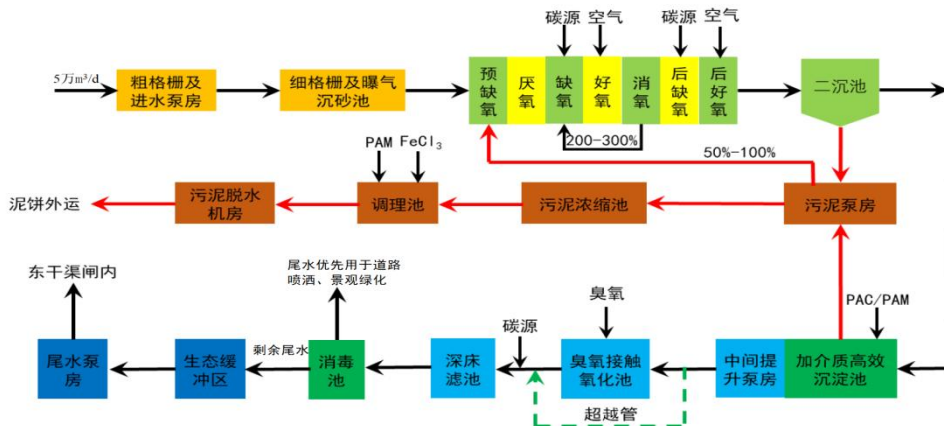 碳源
空气
碳源
空气
5万m³/d
粗格栅及
进水泵房
细格栅及曝气
沉砂池
预缺氧
厌氧
缺氧
好氧
消氧
后缺氧
后好氧
二沉池
200-300%
50%-100%
PAM
FeCl₃
泥饼外运
污泥脱水
机房
调理池
污泥浓缩池
污泥泵房
东干渠闸内
尾水优先用于道路
喷洒、景观绿化
臭氧
PAC/PAM
碳源
尾水泵
房
生态缓
冲区
剩余尾水
消毒
池
深床
滤池
臭氧接触
氧化池
中间提
升泵房
加介质高效
沉淀池
超越管